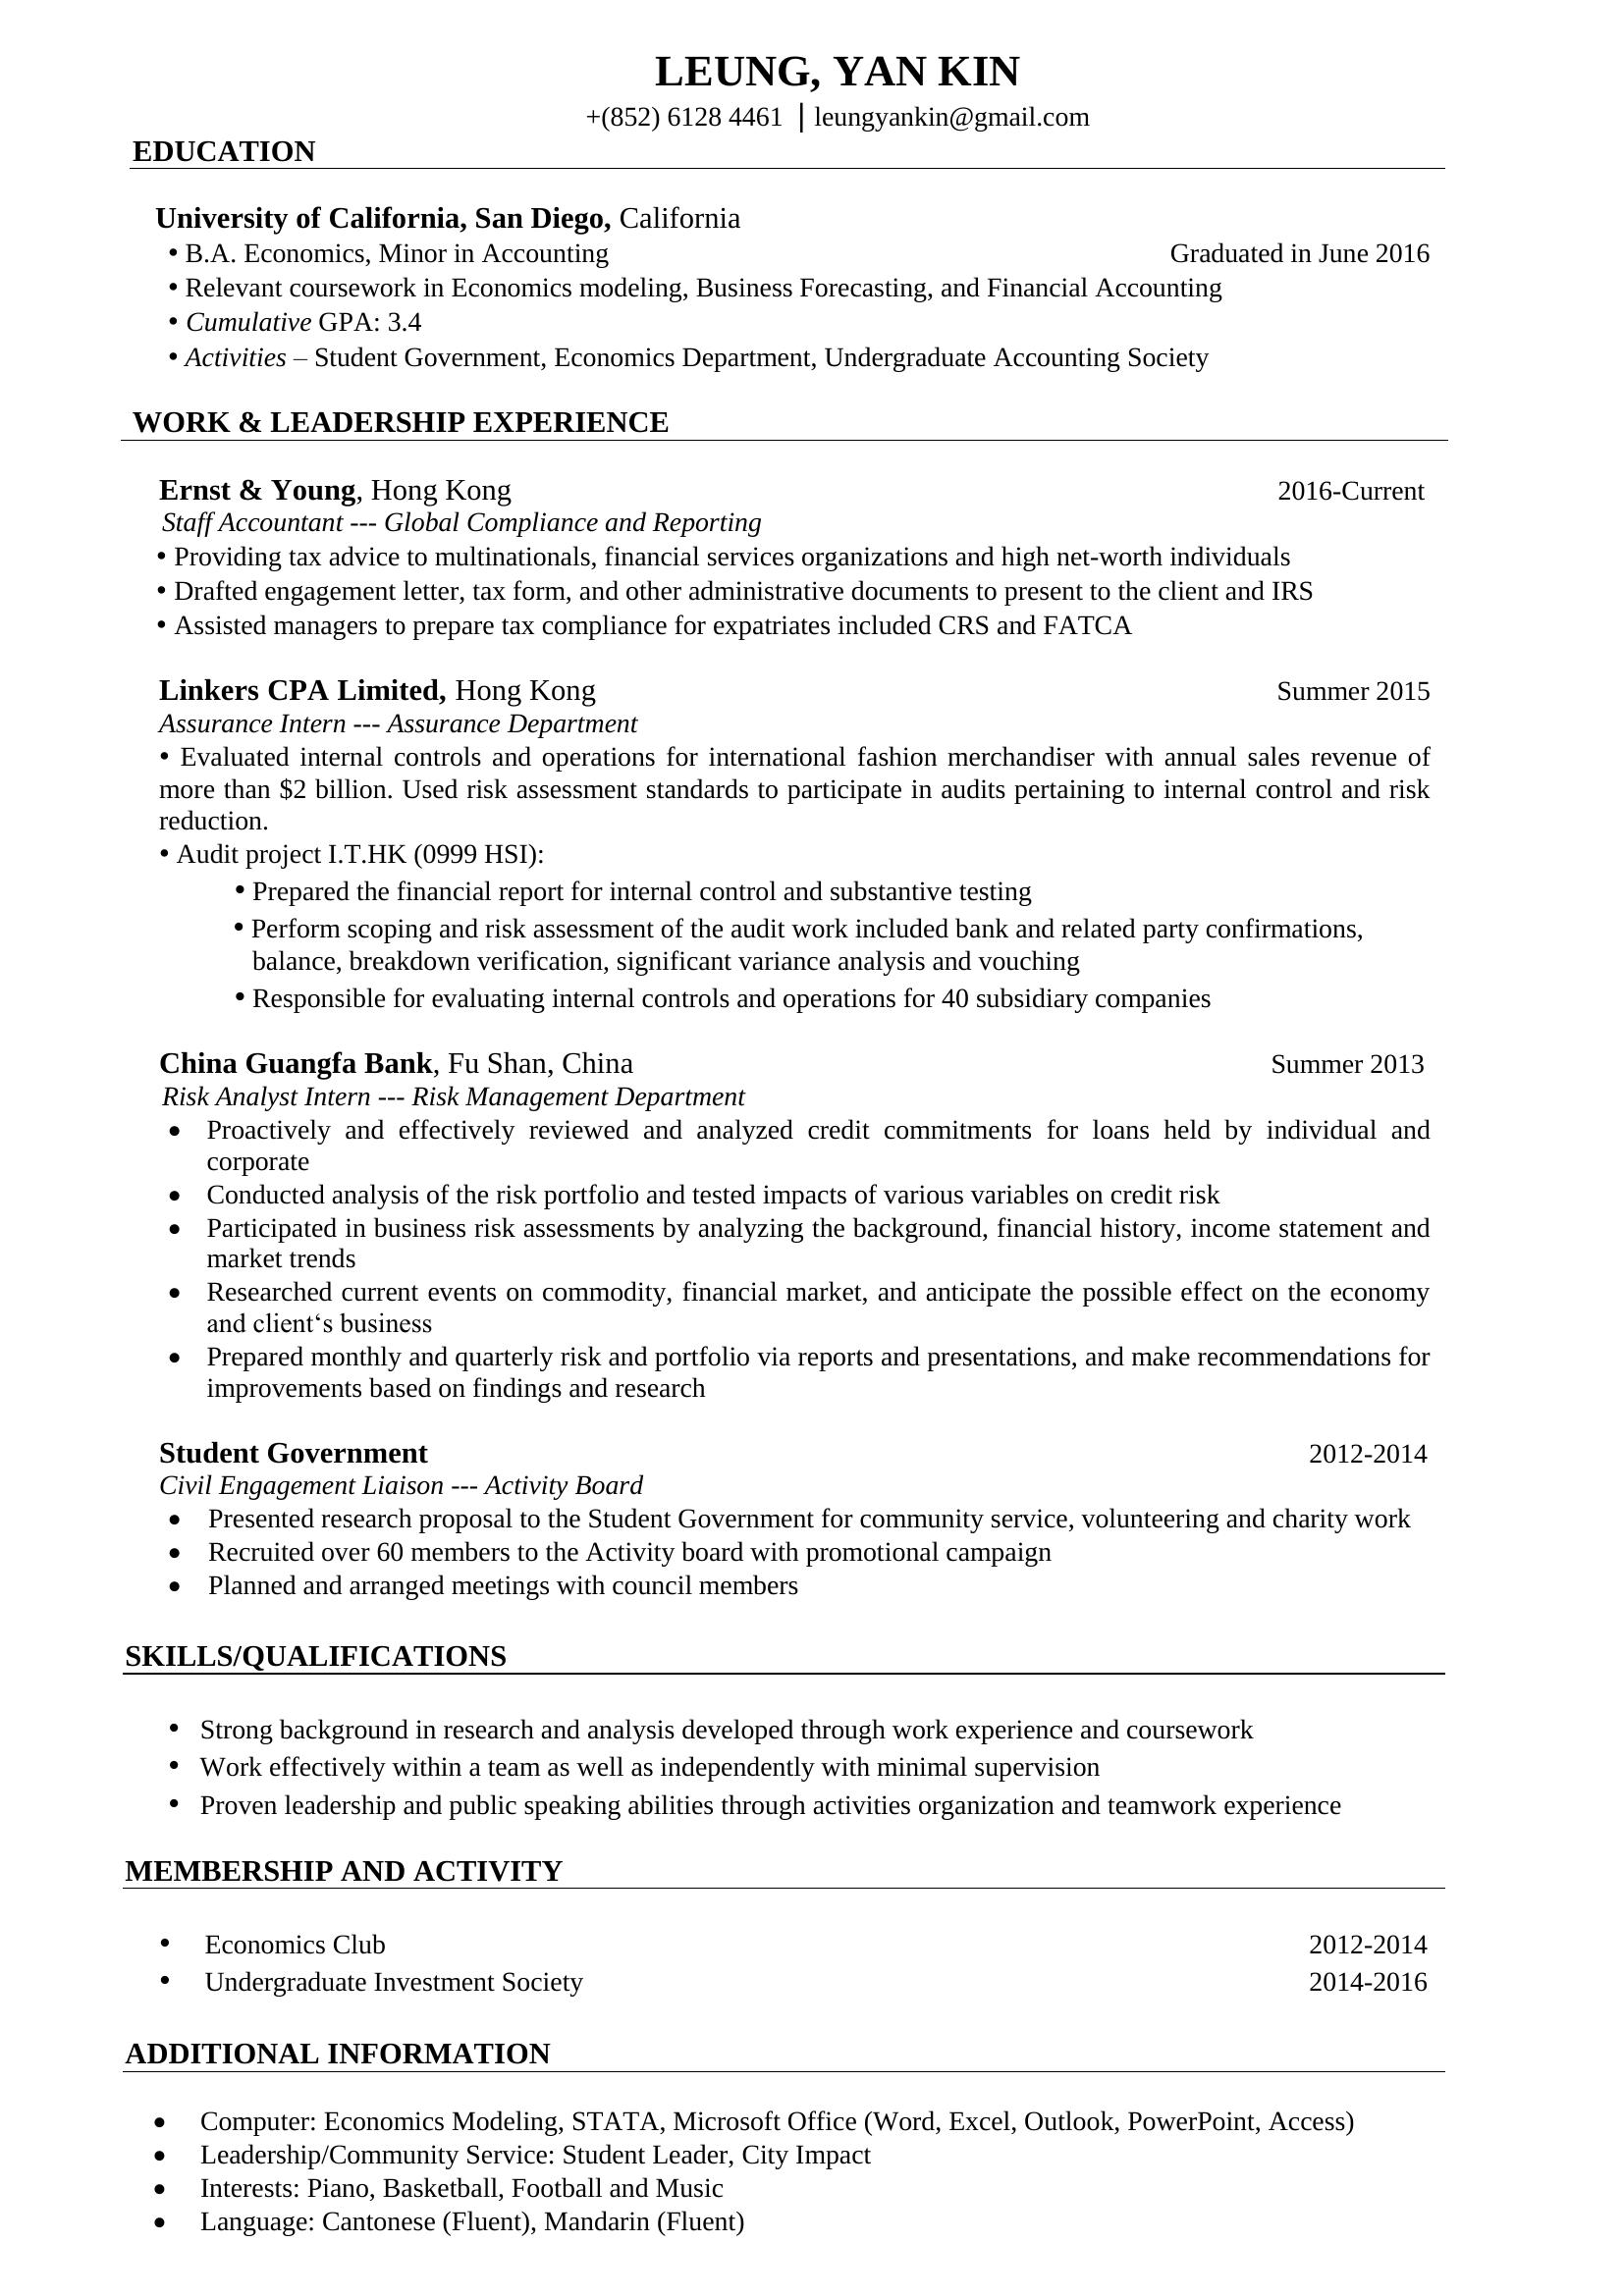 LEUNG, YAN KIN
+(852) 6128 4461 | leungyankin@gmail.com
EDUCATION
University of California, San Diego, California
• B.A. Economics, Minor in Accounting Graduated in June 2016
• Relevant coursework in Economics modeling, Business Forecasting, and Financial Accounting
• Cumulative GPA: 3.4
• Activities – Student Government, Economics Department, Undergraduate Accounting Society
WORK & LEADERSHIP EXPERIENCE
Ernst & Young, Hong Kong 2016-Current
Staff Accountant --- Global Compliance and Reporting
• Providing tax advice to multinationals, financial services organizations and high net-worth individuals
• Drafted engagement letter, tax form, and other administrative documents to present to the client and IRS
• Assisted managers to prepare tax compliance for expatriates included CRS and FATCA
Linkers CPA Limited, Hong Kong Summer 2015
Assurance Intern --- Assurance Department
• Evaluated internal controls and operations for international fashion merchandiser with annual sales revenue of
more than $2 billion. Used risk assessment standards to participate in audits pertaining to internal control and risk
reduction.
• Audit project I.T.HK (0999 HSI):
• Prepared the financial report for internal control and substantive testing
• Perform scoping and risk assessment of the audit work included bank and related party confirmations,
balance, breakdown verification, significant variance analysis and vouching
• Responsible for evaluating internal controls and operations for 40 subsidiary companies
China Guangfa Bank, Fu Shan, China Summer 2013
Risk Analyst Intern --- Risk Management Department
• Proactively and effectively reviewed and analyzed credit commitments for loans held by individual and
corporate
• Conducted analysis of the risk portfolio and tested impacts of various variables on credit risk
• Participated in business risk assessments by analyzing the background, financial history, income statement and
market trends
• Researched current events on commodity, financial market, and anticipate the possible effect on the economy
and client‘s business
• Prepared monthly and quarterly risk and portfolio via reports and presentations, and make recommendations for
improvements based on findings and research
Student Government 2012-2014
Civil Engagement Liaison --- Activity Board
• Presented research proposal to the Student Government for community service, volunteering and charity work
• Recruited over 60 members to the Activity board with promotional campaign
• Planned and arranged meetings with council members
SKILLS/QUALIFICATIONS
• Strong background in research and analysis developed through work experience and coursework
• Work effectively within a team as well as independently with minimal supervision
• Proven leadership and public speaking abilities through activities organization and teamwork experience
MEMBERSHIP AND ACTIVITY
• Economics Club 2012-2014
• Undergraduate Investment Society 2014-2016
ADDITIONAL INFORMATION
• Computer: Economics Modeling, STATA, Microsoft Office (Word, Excel, Outlook, PowerPoint, Access)
• Leadership/Community Service: Student Leader, City Impact
• Interests: Piano, Basketball, Football and Music
• Language: Cantonese (Fluent), Mandarin (Fluent)